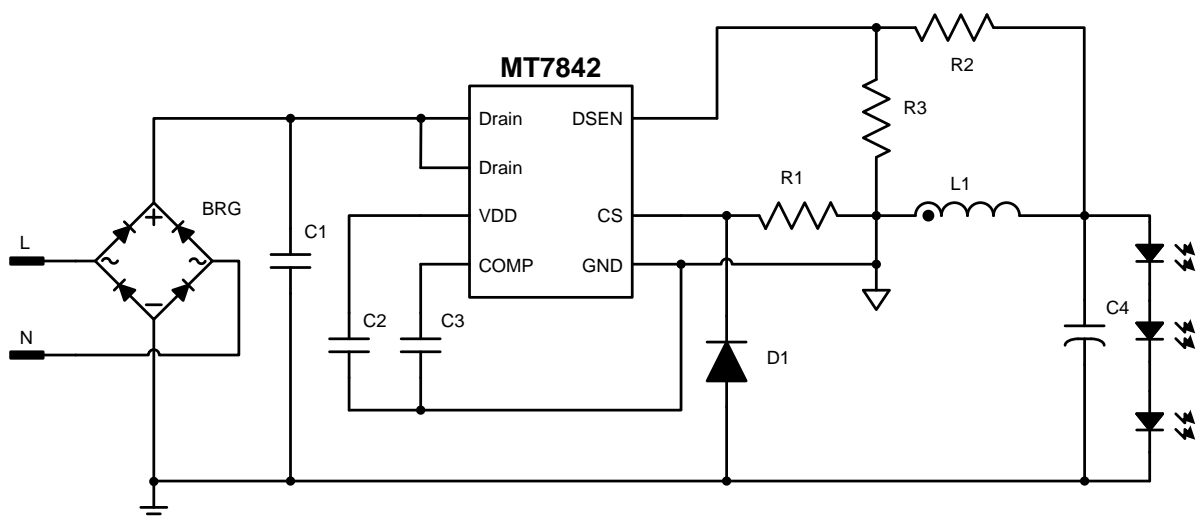 MT7842
R2
Drain
DSEN
R3
Drain
R1
L1
BRG
VDD
CS
C1
L
COMP
GND
C2
C3
C4
N
D1